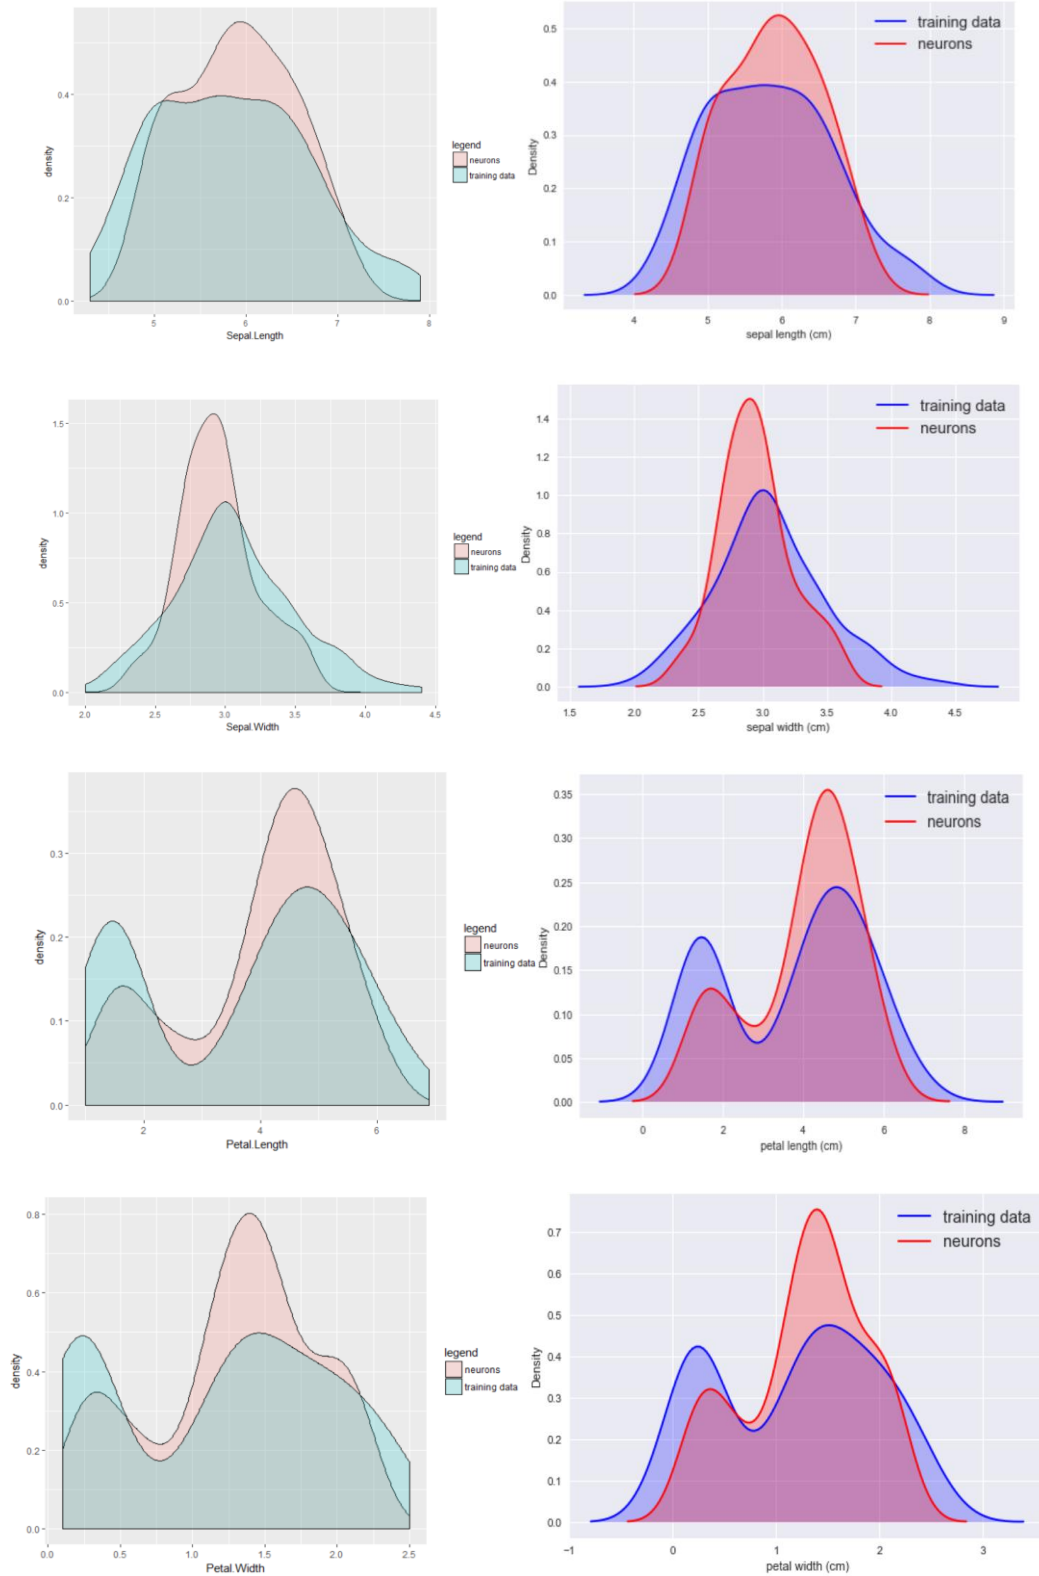 density
0.4
0.2
0.0
5
6
7
8
Sepal.Length
legend
neurons
training data
Density
0.5
0.4
0.3
0.2
0.1
0.0
4
5
6
7
8
9
sepal length (cm)
training data
neurons
density
1.5
1.0
0.5
0.0
2.0
2.5
3.0
3.5
4.0
4.5
Sepal.Width
legend
neurons
training data
Density
1.4
1.2
1.0
0.8
0.6
0.4
0.2
0.0
1.5
2.0
2.5
3.0
3.5
4.0
4.5
sepal width (cm)
training data
neurons
density
0.3
0.2
0.1
0.0
2
4
6
Petal.Length
legend
neurons
training data
Density
0.35
0.30
0.25
0.20
0.15
0.10
0.05
0.00
0
2
4
6
8
petal length (cm)
training data
neurons
density
0.8
0.6
0.4
0.2
0.0
0.0
0.5
1.0
1.5
2.0
2.5
Petal.Width
legend
neurons
training data
Density
0.7
0.6
0.5
0.4
0.3
0.2
0.1
0.0
−1
0
1
2
3
petal width (cm)
training data
neurons